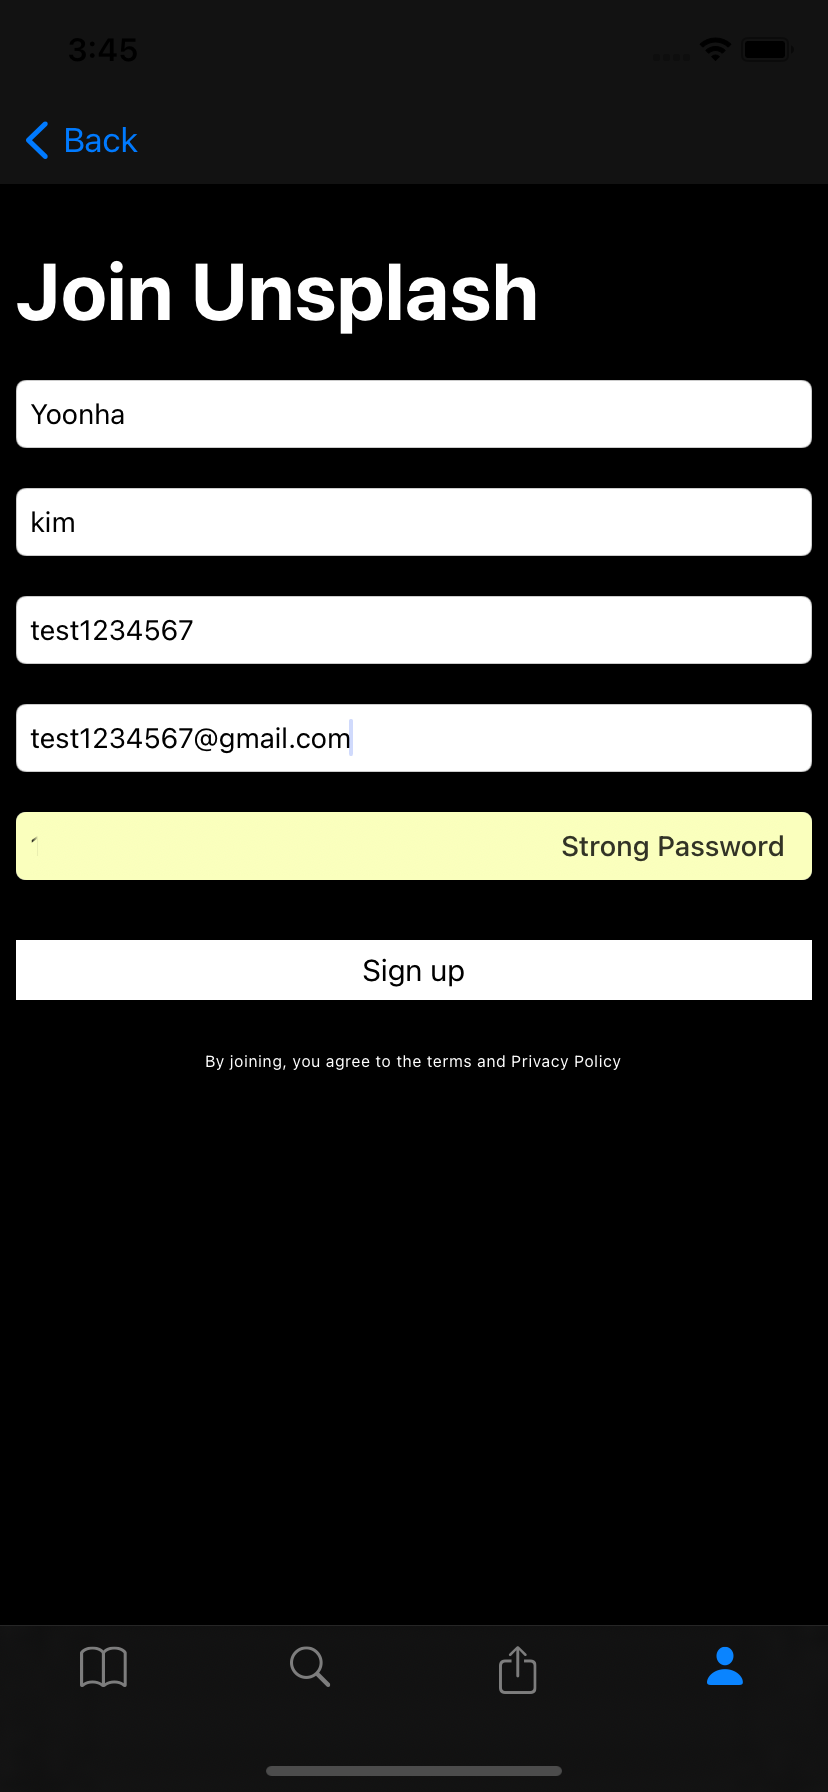 3:45
Back
Join Unsplash
Yoonha
kim
test1234567
test1234567@gmail.com
Strong Password
Sign up
By joining, you agree to the terms and Privacy Policy